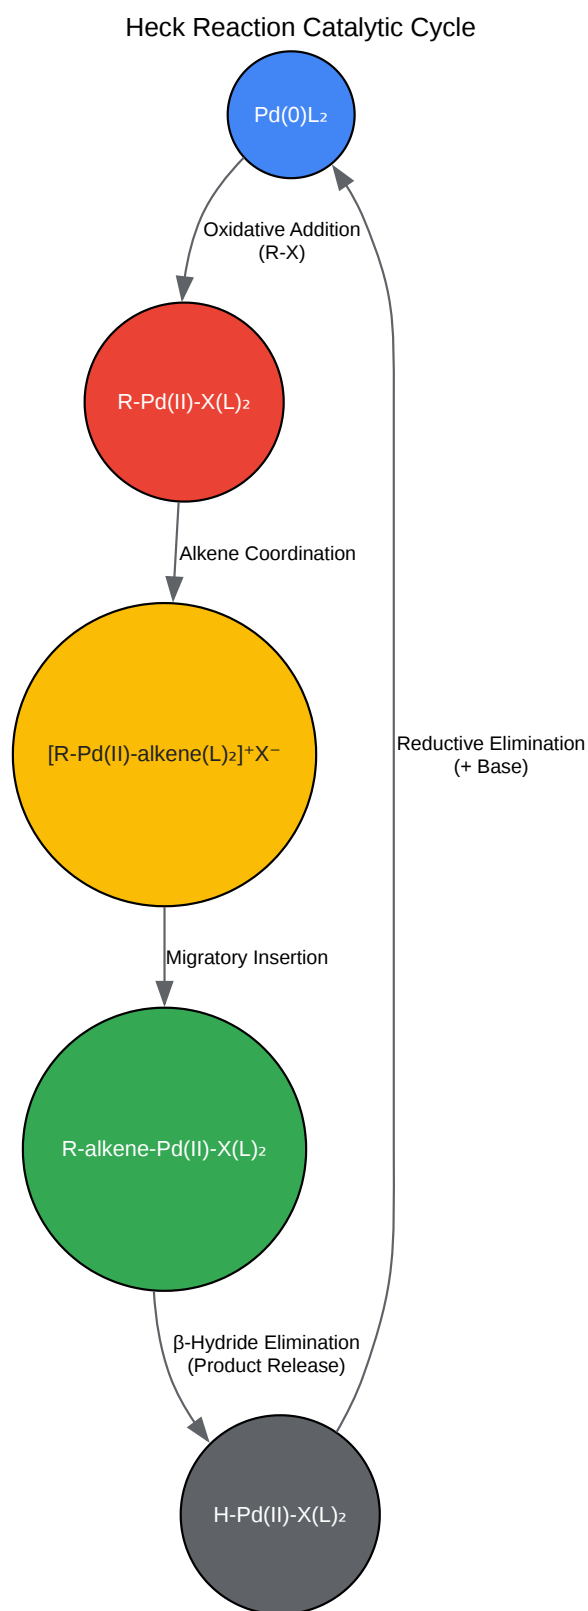 Heck Reaction Catalytic Cycle
Pd(0)L₂
Oxidative Addition
(R-X)
R-Pd(II)-X(L)₂
Alkene Coordination
[R-Pd(II)-alkene(L)₂]⁺X⁻
Reductive Elimination
(+ Base)
Migratory Insertion
R-alkene-Pd(II)-X(L)₂
β-Hydride Elimination
(Product Release)
H-Pd(II)-X(L)₂